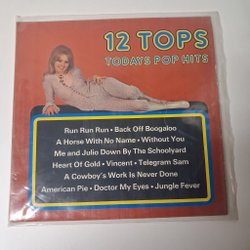 12 TOPS
TODAYS POP HITS
Run Run Run • Back Off Boogaloo
A Horse With No Name • Without You
Me and Julio Down By Tha Schoolyard
Heart Of Gold • Vincent • Telegram Sam
A Cowboy's Work Is Never Done
American Pie • Doctor My Eyes • Jungle Fever